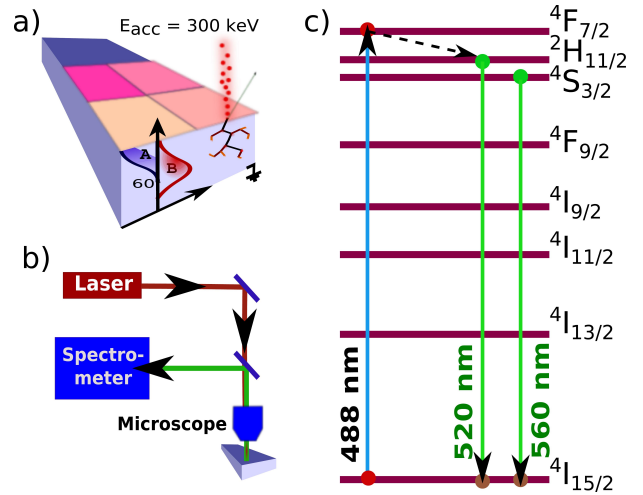 a)
E_acc = 300 keV
A
B
60
b)
Laser
Spectro-
meter
Microscope
c)
⁴F₇/₂
²H₁₁/₂
⁴S₃/₂
⁴F₉/₂
⁴I₉/₂
⁴I₁₁/₂
⁴I₁₃/₂
⁴I₁₅/₂
488 nm
520 nm
560 nm